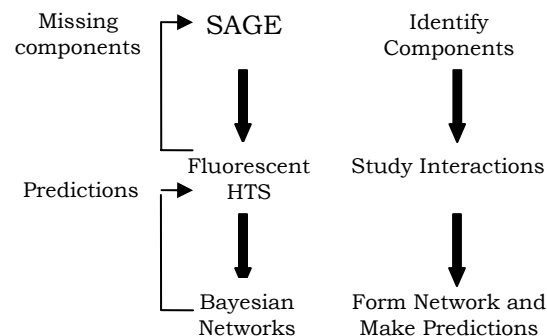 Missing
components
SAGE
Identify
Components
Fluorescent
HTS
Study Interactions
Predictions
Bayesian
Networks
Form Network and
Make Predictions